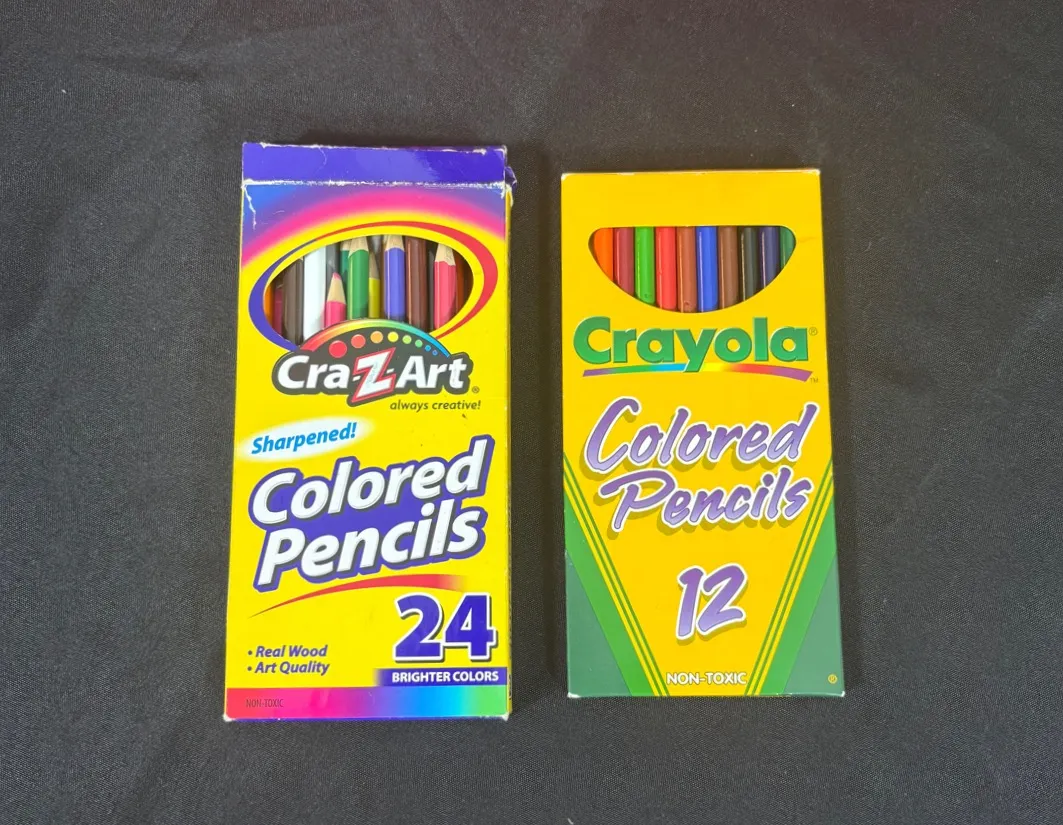 Cra-Z-Art®
always creative!
Sharpened!
Colored
Pencils
24
• Real Wood
• Art Quality
BRIGHTER COLORS
NON-TOXIC
Crayola®
™
Colored
Pencils
12
NON-TOXIC
®